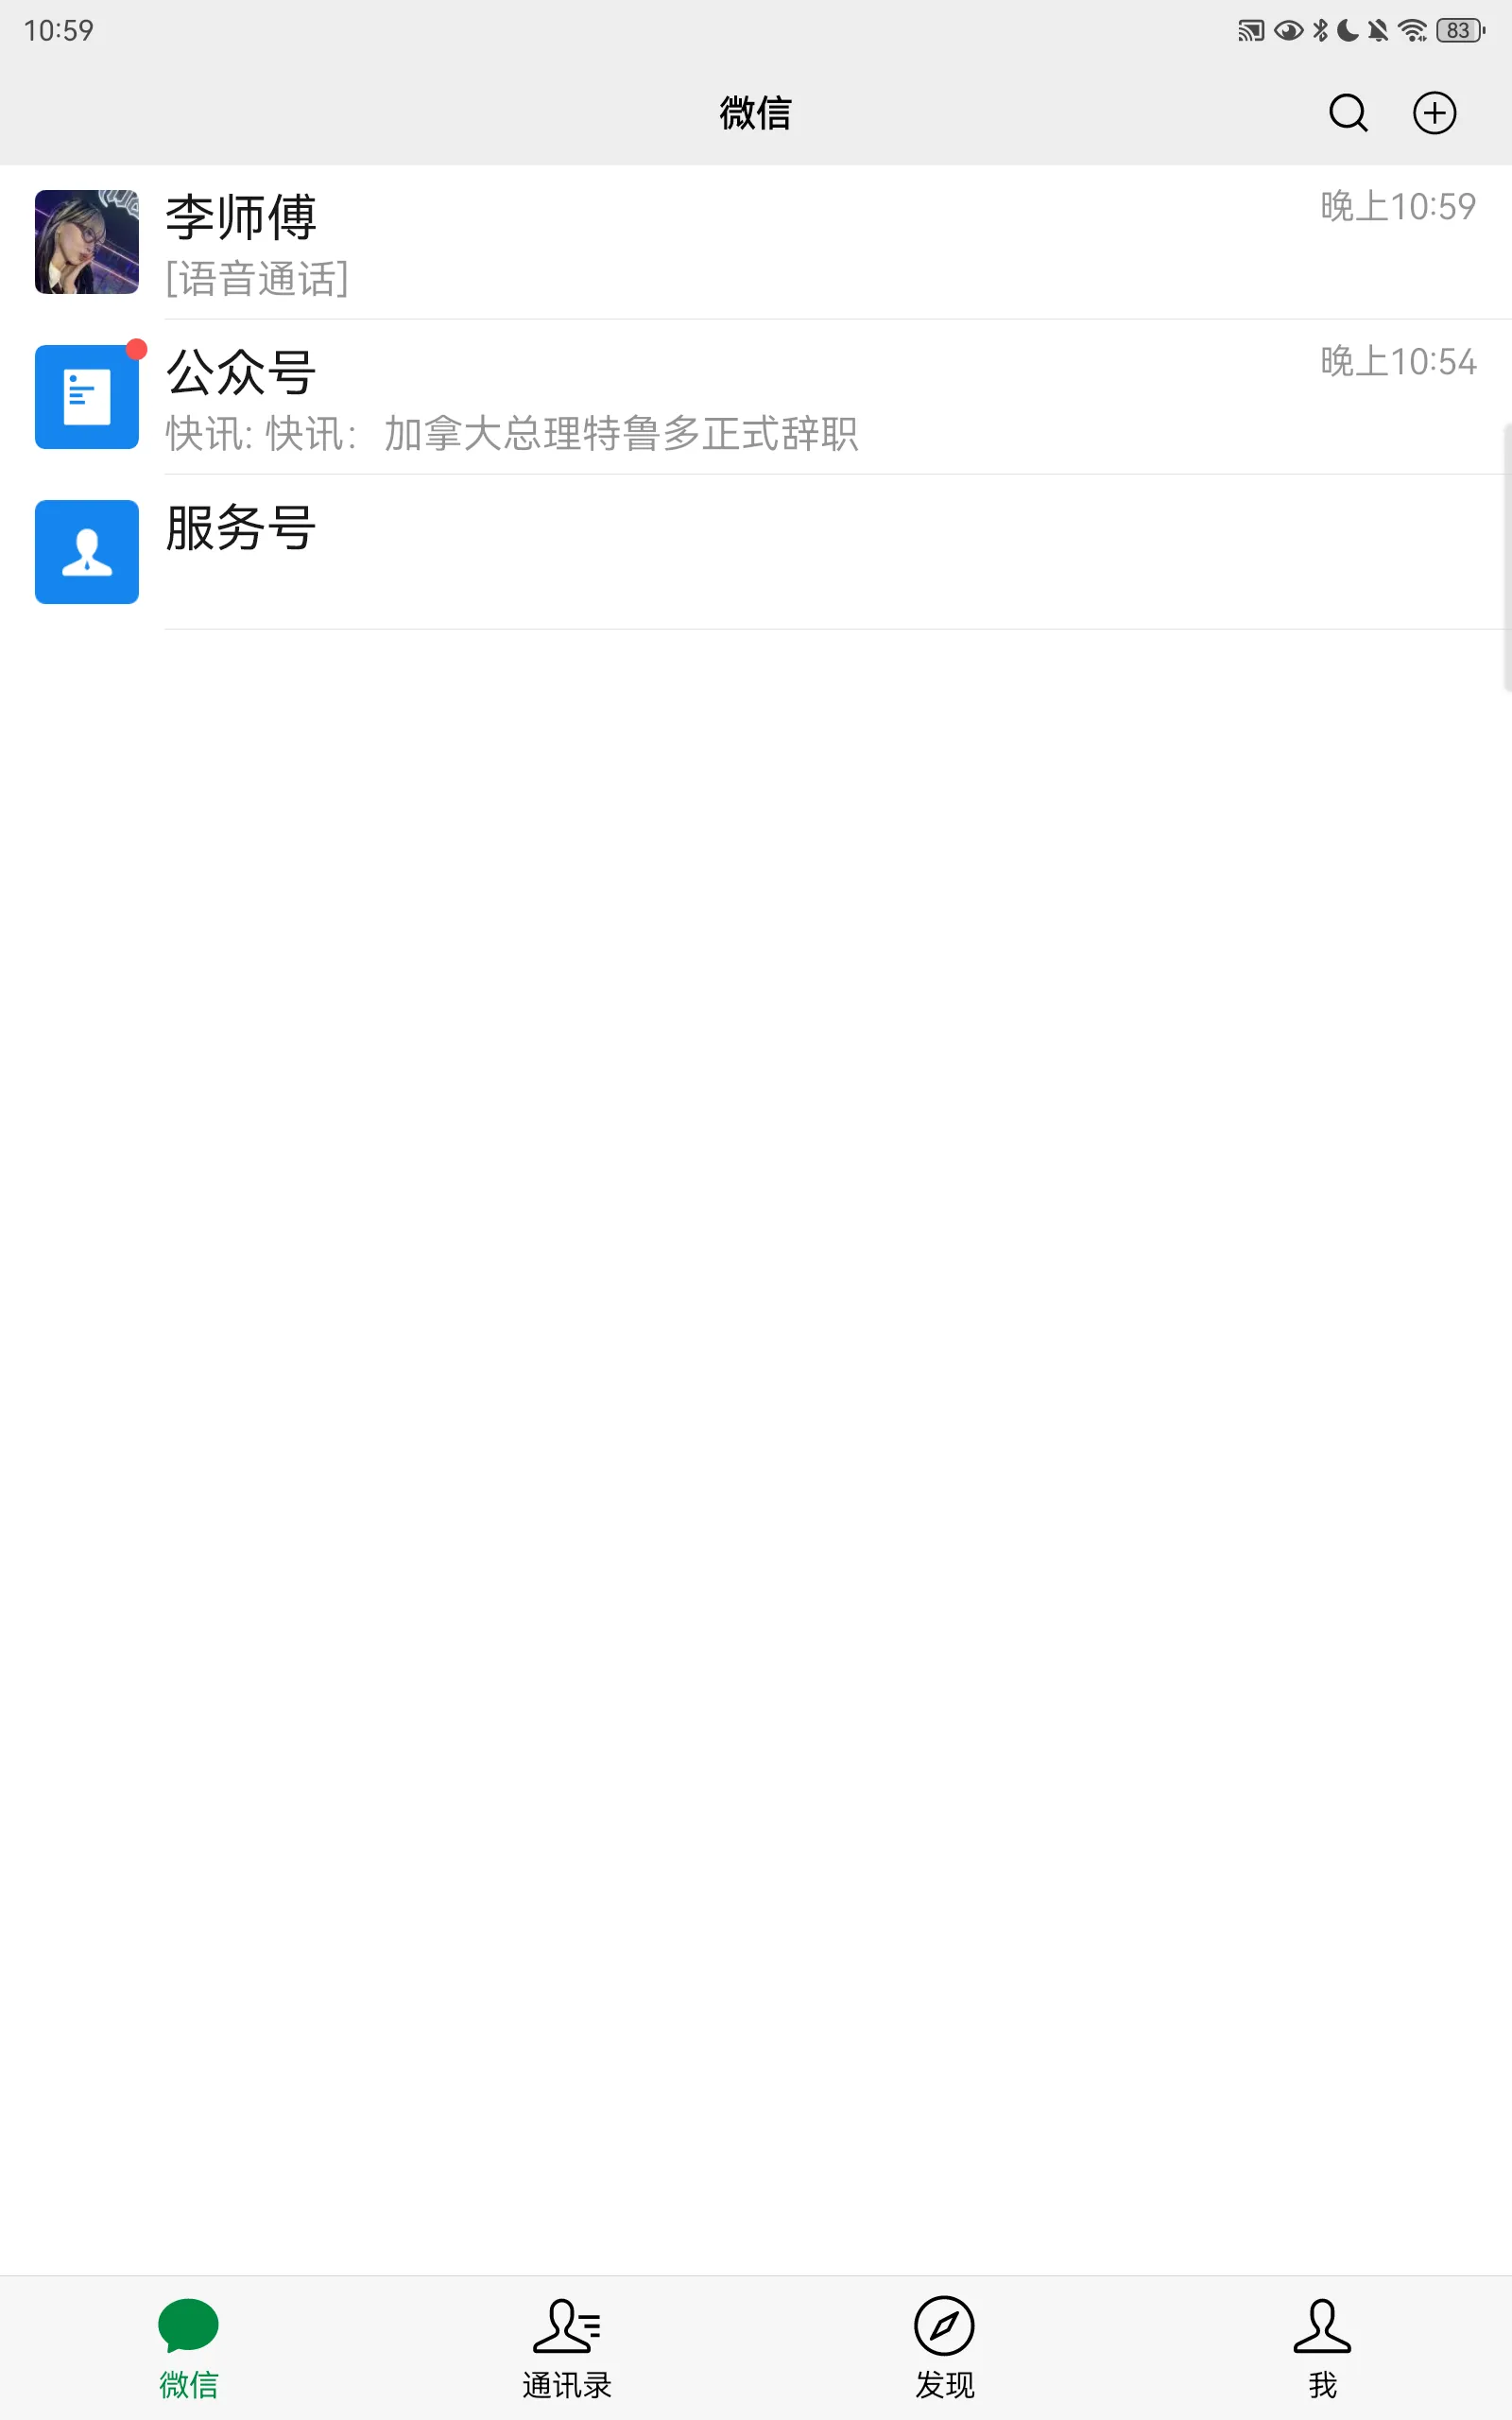 10:59
83
微信
李师傅
晚上10:59
[语音通话]
公众号
晚上10:54
快讯: 快讯：加拿大总理特鲁多正式辞职
服务号
微信
通讯录
发现
我